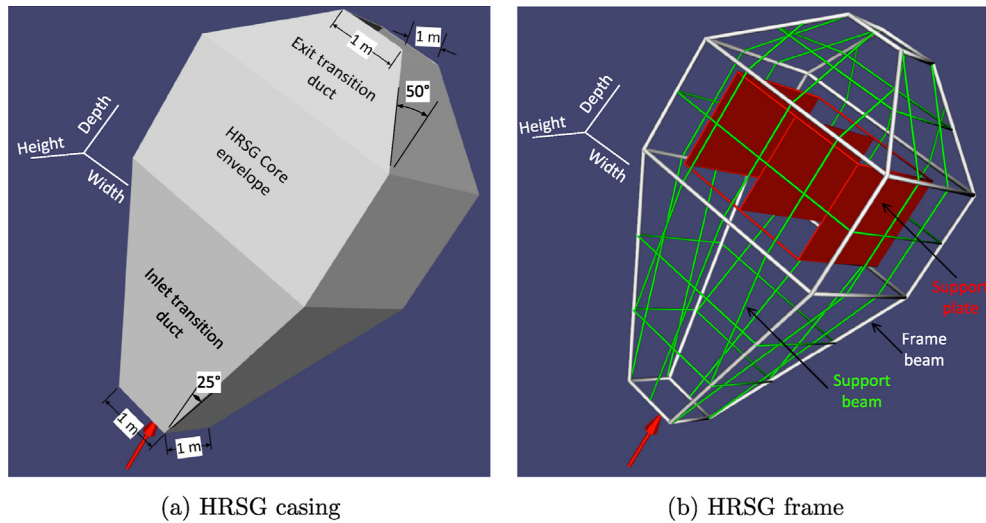 1 m
1 m
Exit transition
duct
50°
Depth
Height
Width
HRSG Core
envelope
Inlet transition
duct
25°
1 m
1 m
(a) HRSG casing
Depth
Height
Width
Support
plate
Frame
beam
Support
beam
(b) HRSG frame